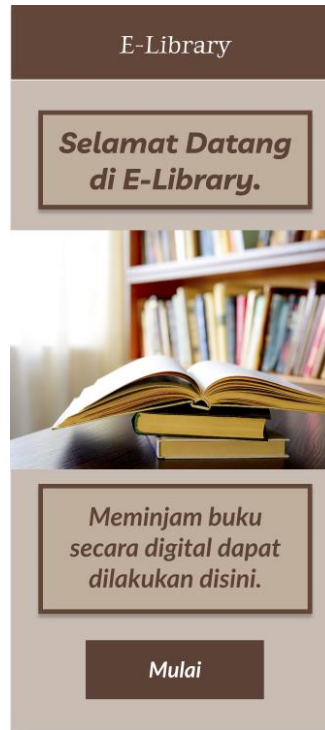 E-Library
Selamat Datang
di E-Library.
Meminjam buku
secara digital dapat
dilakukan disini.
Mulai